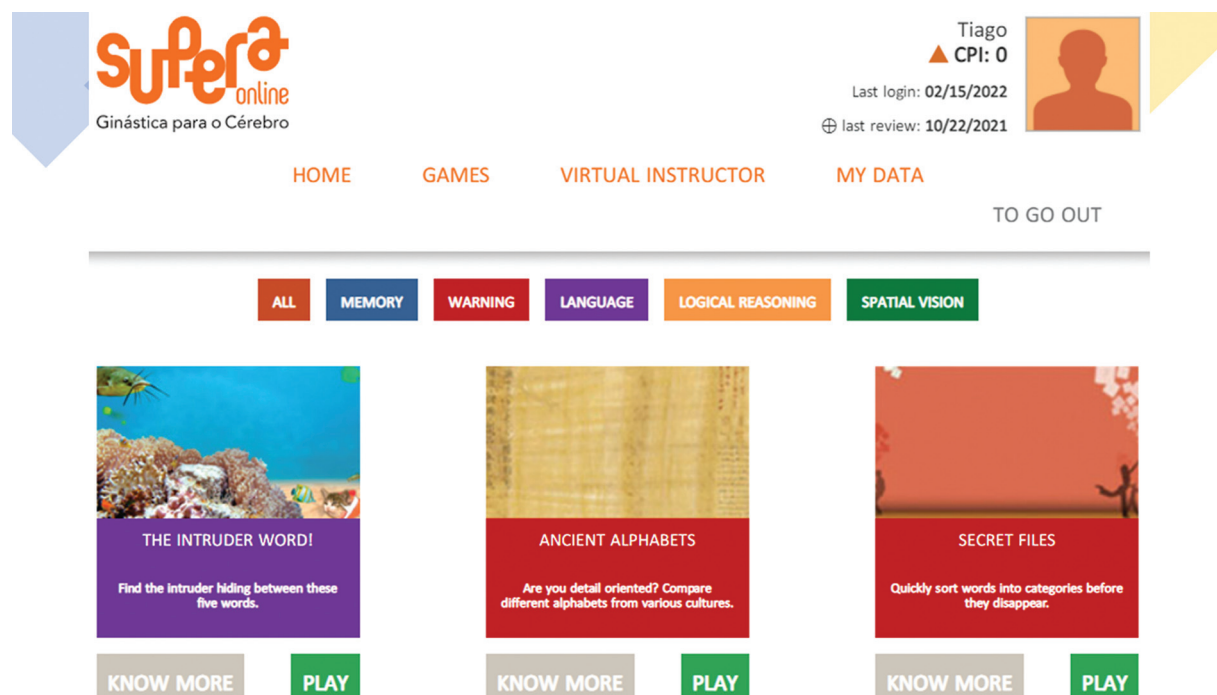 Supera
online
Ginástica para o Cérebro
Tiago
CPI: 0
Last login: 02/15/2022
last review: 10/22/2021
HOME GAMES VIRTUAL INSTRUCTOR MY DATA
TO GO OUT
ALL MEMORY WARNING LANGUAGE LOGICAL REASONING SPATIAL VISION
THE INTRUDER WORD!
Find the intruder hiding between these
five words.
KNOW MORE PLAY
ANCIENT ALPHABETS
Are you detail oriented? Compare
different alphabets from various cultures.
KNOW MORE PLAY
SECRET FILES
Quickly sort words into categories before
they disappear.
KNOW MORE PLAY